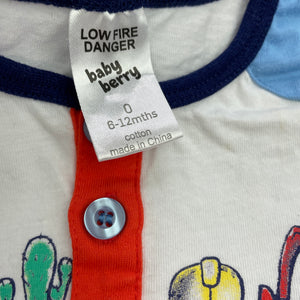 LOW FIRE
DANGER
baby
berry
0
6-12mths
cotton
made in China